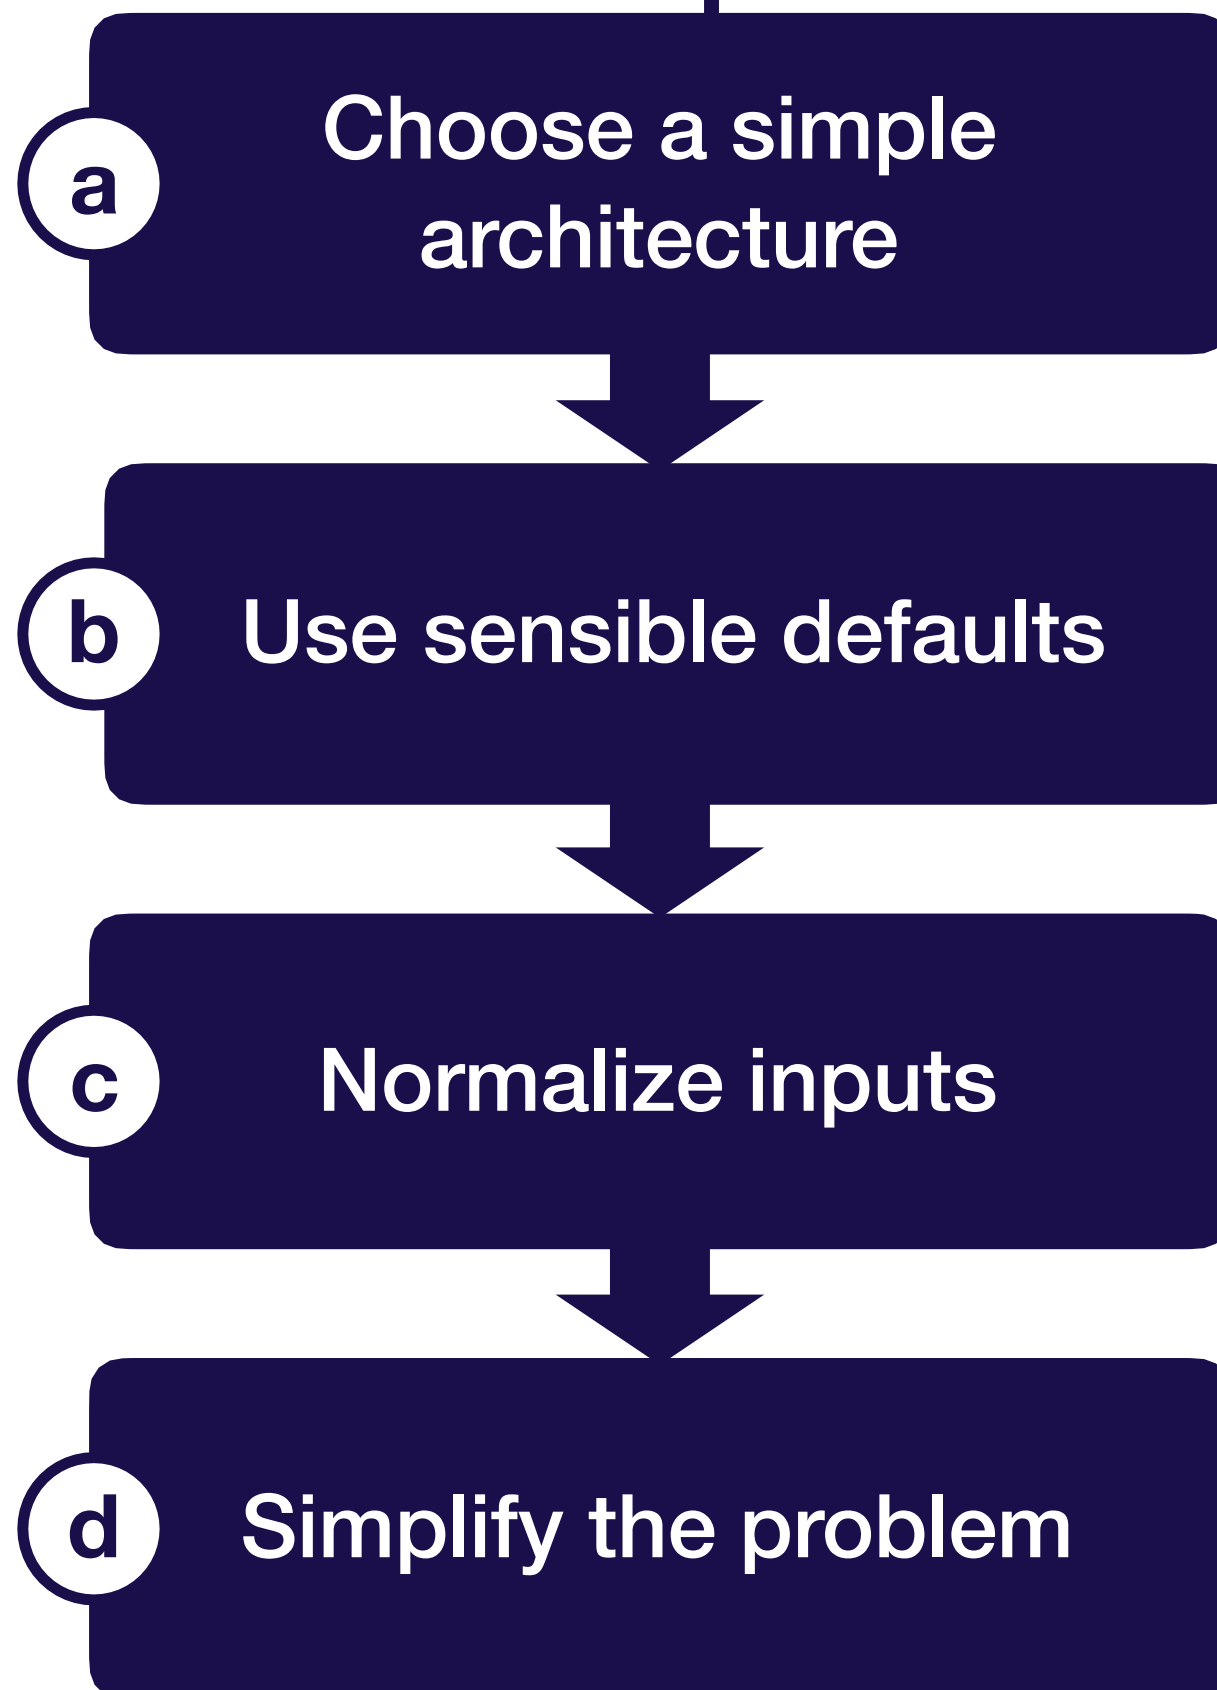 a
Choose a simple
architecture
b
Use sensible defaults
c
Normalize inputs
d
Simplify the problem